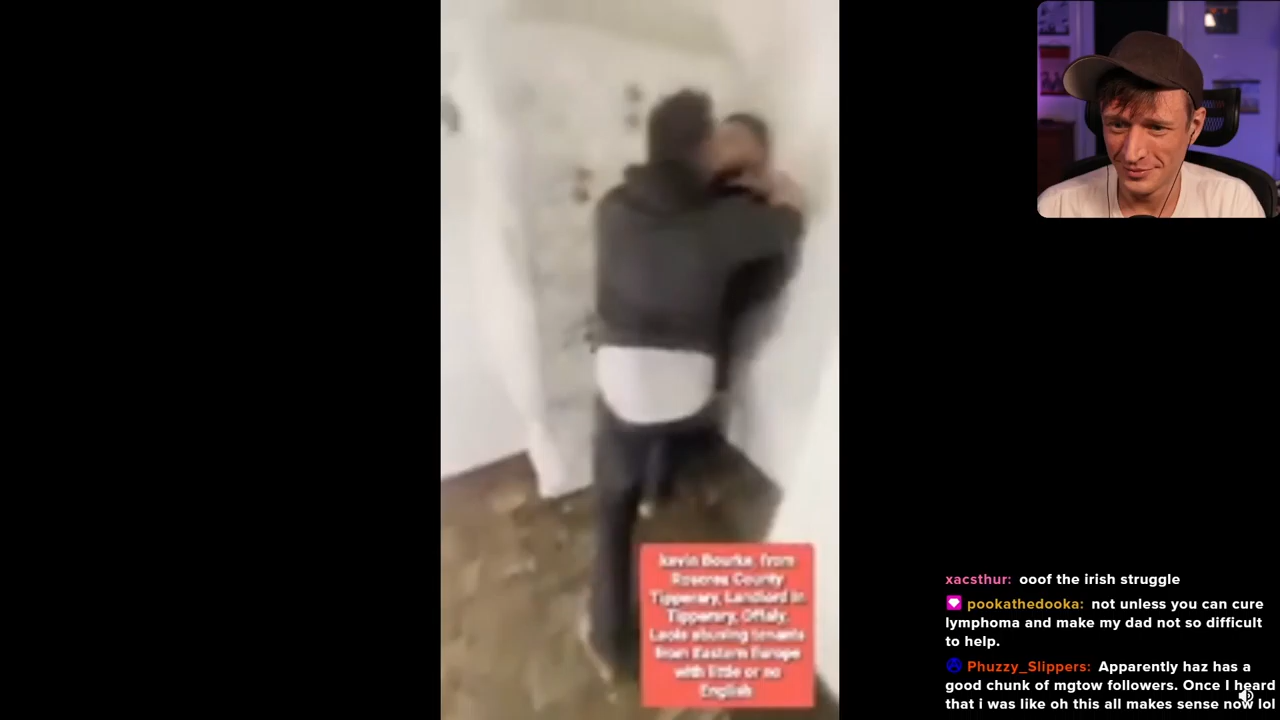 kevin Bourke, from
Roscrea County
Tipperary, Landlord in
Tipperary, Offaly,
Laois abusing tenants
from Eastern Europe
with little or no
English
xacsthur: ooof the irish struggle
pookathedooka: not unless you can cure
lymphoma and make my dad not so difficult
to help.
Phuzzy_Slippers: Apparently haz has a
good chunk of mgtow followers. Once I heard
that i was like oh this all makes sense now lol